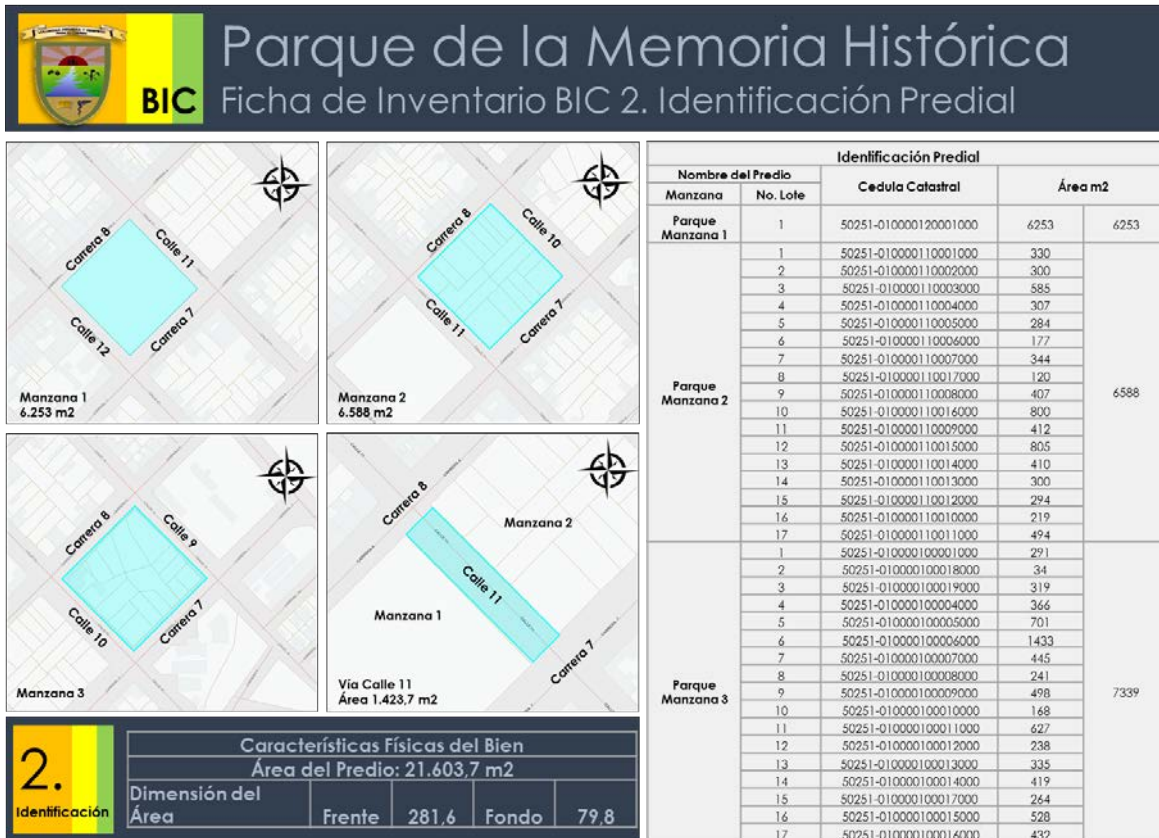 Parque de la Memoria Histórica
BIC Ficha de Inventario BIC 2. Identificación Predial
Carrera 8
Calle 11
Calle 12
Carrera 7
Manzana 1
6.253 m2
Carrera 8
Calle 10
Calle 11
Carrera 7
Manzana 2
6.588 m2
Carrera 8
Calle 9
Calle 10
Carrera 7
Manzana 3
Carrera 8
Manzana 2
Calle 11
Manzana 1
Carrera 7
Vía Calle 11
Área 1.423,7 m2
2.
Identificación
Características Físicas del Bien
Área del Predio: 21.603,7 m2
Dimensión del
Área Frente 281,6 Fondo 79,8
Identificación Predial
Nombre del Predio Cedula Catastral Área m2
Manzana No. Lote
Parque Manzana 1 1 50251-010000120001000 6253 6253
Parque Manzana 2 6588
1 50251-010000110001000 330
2 50251-010000110002000 300
3 50251-010000110003000 585
4 50251-010000110004000 307
5 50251-010000110005000 284
6 50251-010000110006000 177
7 50251-010000110007000 344
8 50251-010000110017000 120
9 50251-010000110008000 407
10 50251-010000110016000 800
11 50251-010000110009000 412
12 50251-010000110015000 805
13 50251-010000110014000 410
14 50251-010000110013000 300
15 50251-010000110012000 294
16 50251-010000110010000 219
17 50251-010000110011000 494
Parque Manzana 3 7339
1 50251-010000100001000 291
2 50251-010000100018000 34
3 50251-010000100019000 319
4 50251-010000100004000 366
5 50251-010000100005000 701
6 50251-010000100006000 1433
7 50251-010000100007000 445
8 50251-010000100008000 241
9 50251-010000100009000 498
10 50251-010000100010000 168
11 50251-010000100011000 627
12 50251-010000100012000 238
13 50251-010000100013000 335
14 50251-010000100014000 419
15 50251-010000100017000 264
16 50251-010000100015000 528
17 50251-010000100016000 432